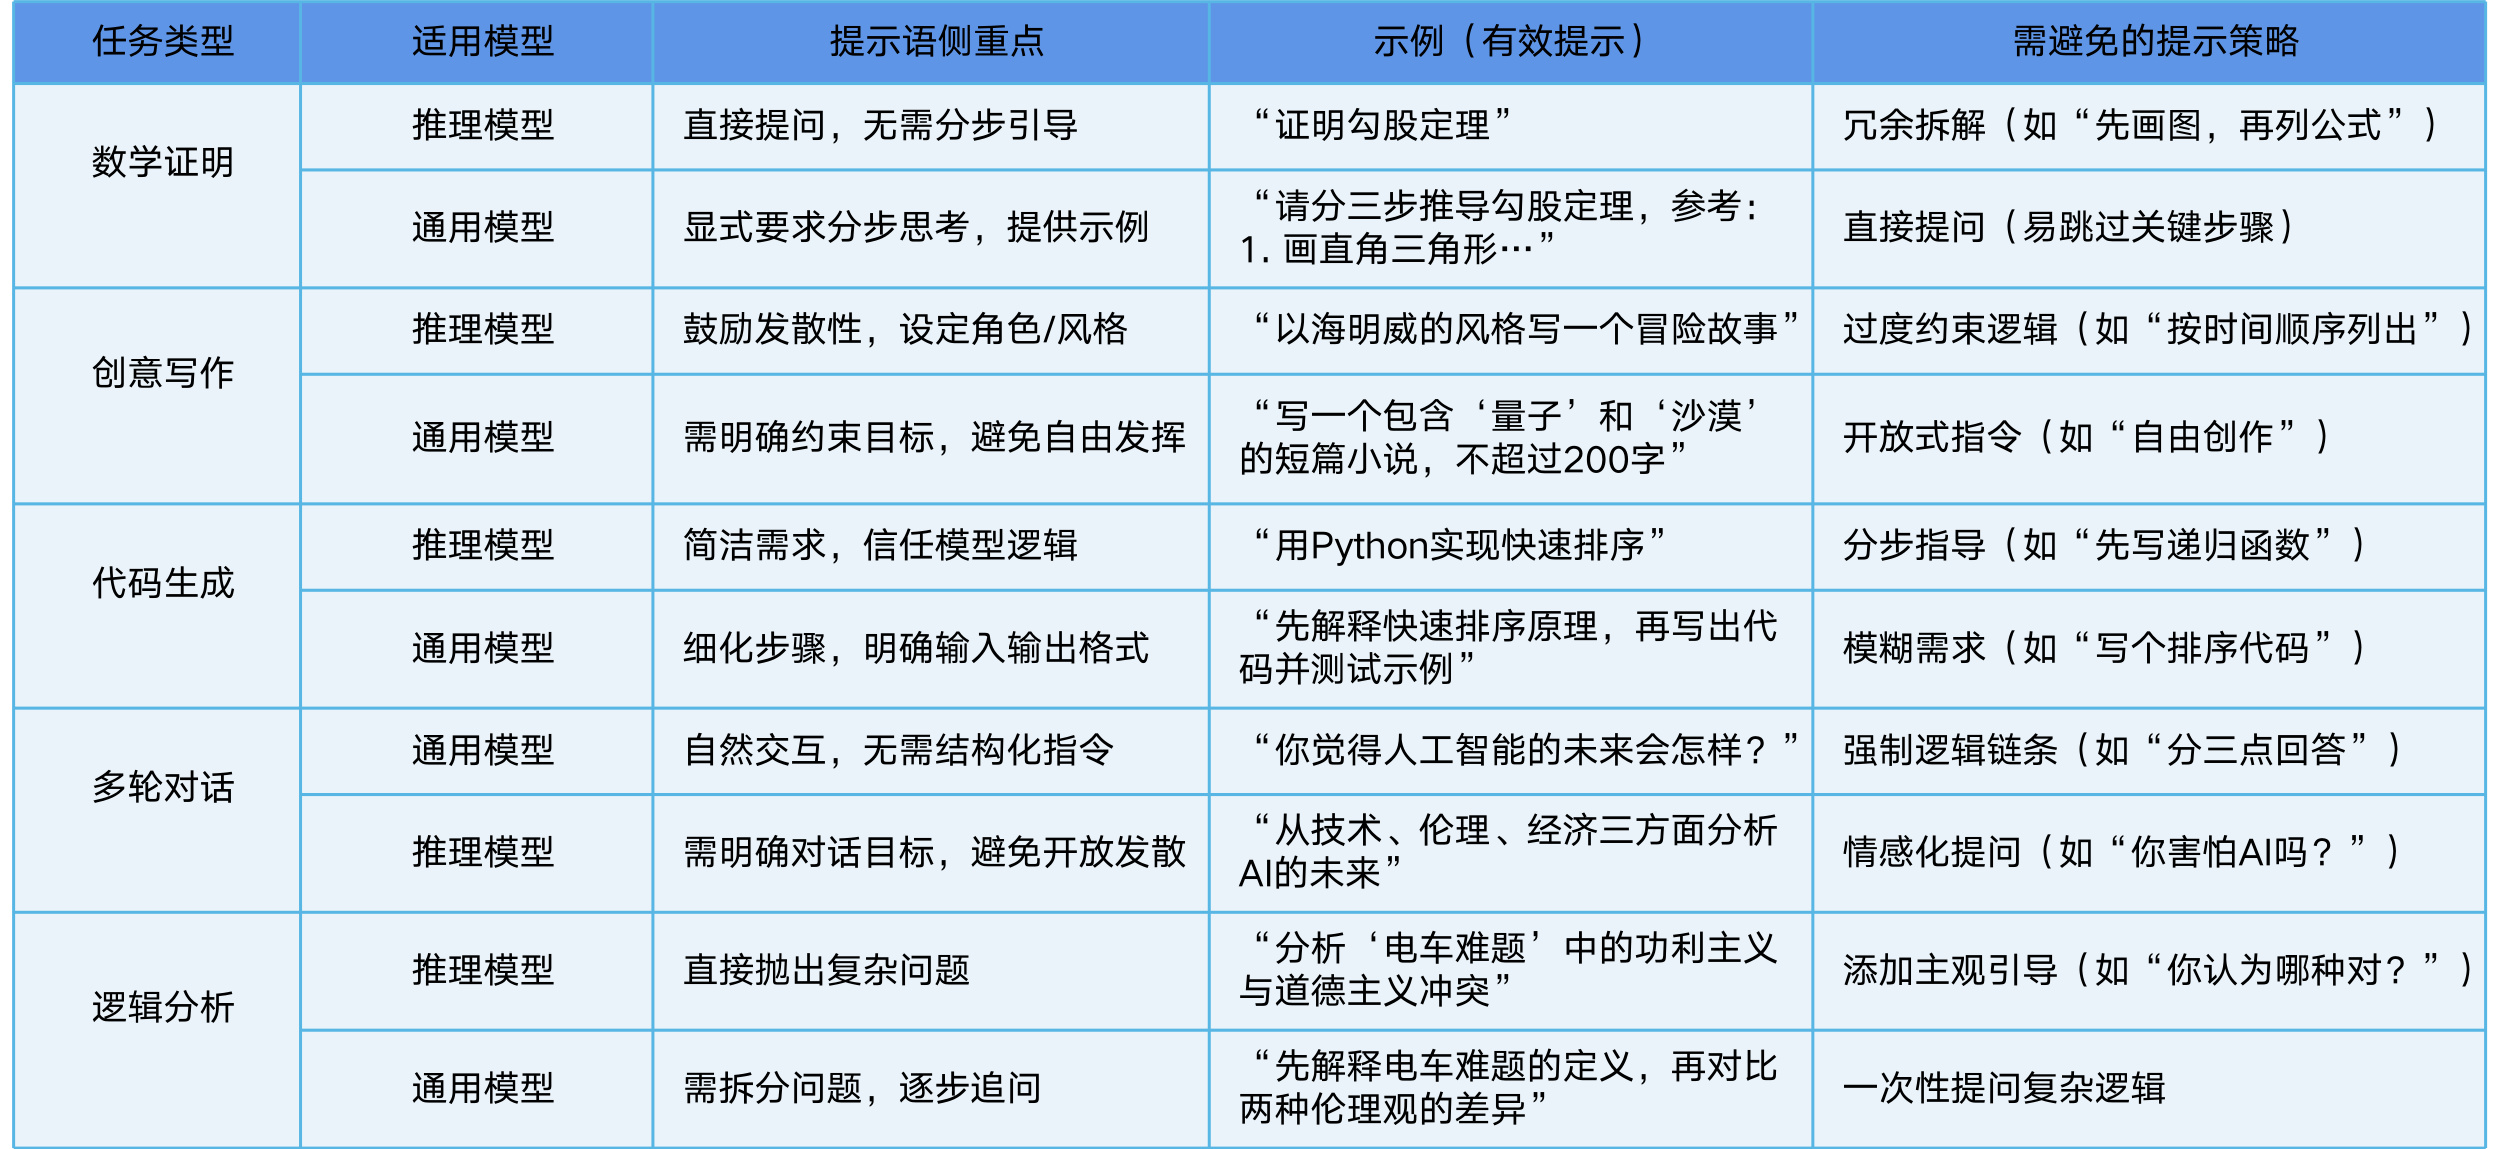 任务类型 适用模型 提示语侧重点 示例（有效提示） 需避免的提示策略
数学证明 推理模型 直接提问，无需分步引导 “证明勾股定理” 冗余拆解（如“先画图，再列公式”）
通用模型 显式要求分步思考，提供示例 “请分三步推导勾股定理，参考：
1. 画直角三角形…” 直接提问（易跳过关键步骤）
创意写作 推理模型 鼓励发散性，设定角色/风格 “以海明威的风格写一个冒险故事” 过度约束逻辑（如“按时间顺序列出”）
通用模型 需明确约束目标，避免自由发挥 “写一个包含‘量子’和‘沙漠’
的短篇小说，不超过200字” 开放式指令（如“自由创作”）
代码生成 推理模型 简洁需求，信任模型逻辑 “用Python实现快速排序” 分步指导（如“先写递归函数”）
通用模型 细化步骤，明确输入输出格式 “先解释快速排序原理，再写出代
码并测试示例” 模糊需求（如“写个排序代码”）
多轮对话 通用模型 自然交互，无需结构化指令 “你觉得人工智能的未来会怎样？” 强制逻辑链条（如“分三点回答”）
推理模型 需明确对话目标，避免开放发散 “从技术、伦理、经济三方面分析
AI的未来” 情感化提问（如“你害怕AI吗？”）
逻辑分析 推理模型 直接抛出复杂问题 “分析‘电车难题’中的功利主义
与道德主义冲突” 添加主观引导（如“你认为哪种对？”）
通用模型 需拆分问题，逐步追问 “先解释电车难题的定义，再对比
两种伦理观的差异” 一次性提问复杂逻辑